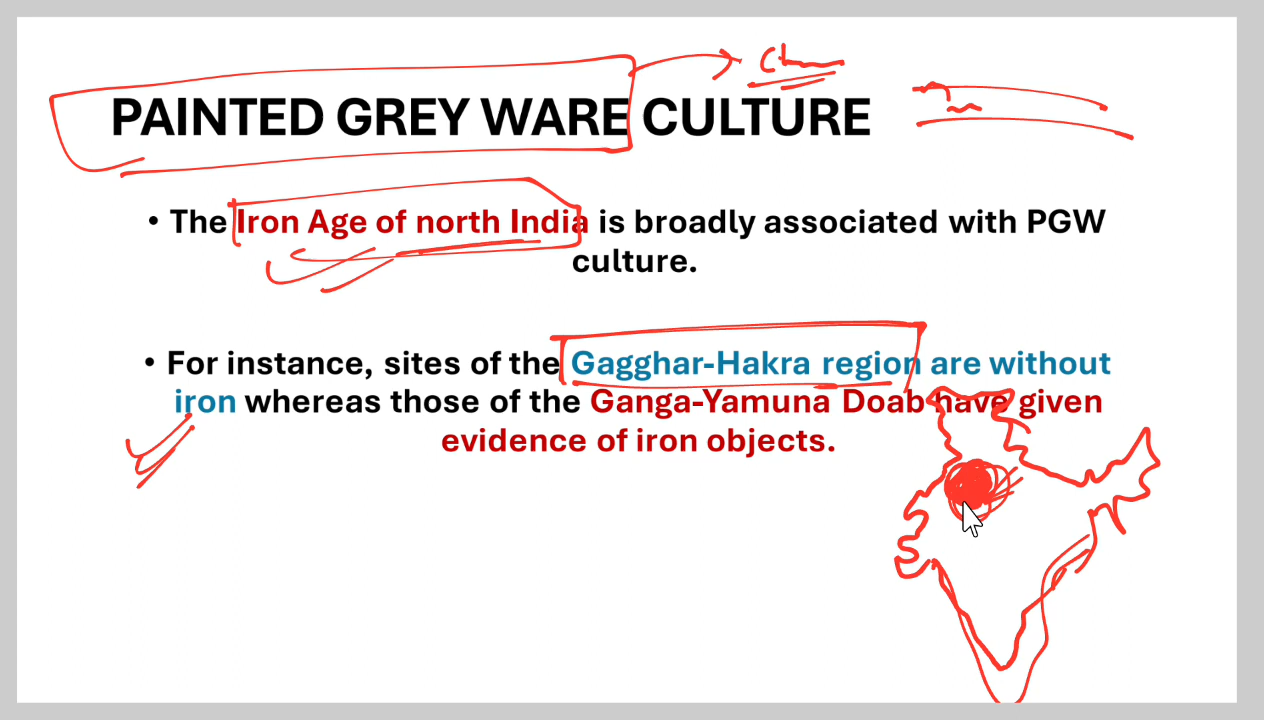 PAINTED GREY WARE CULTURE
• The Iron Age of north India is broadly associated with PGW
culture.
• For instance, sites of the Gagghar-Hakra region are without
iron whereas those of the Ganga-Yamuna Doab have given
evidence of iron objects.